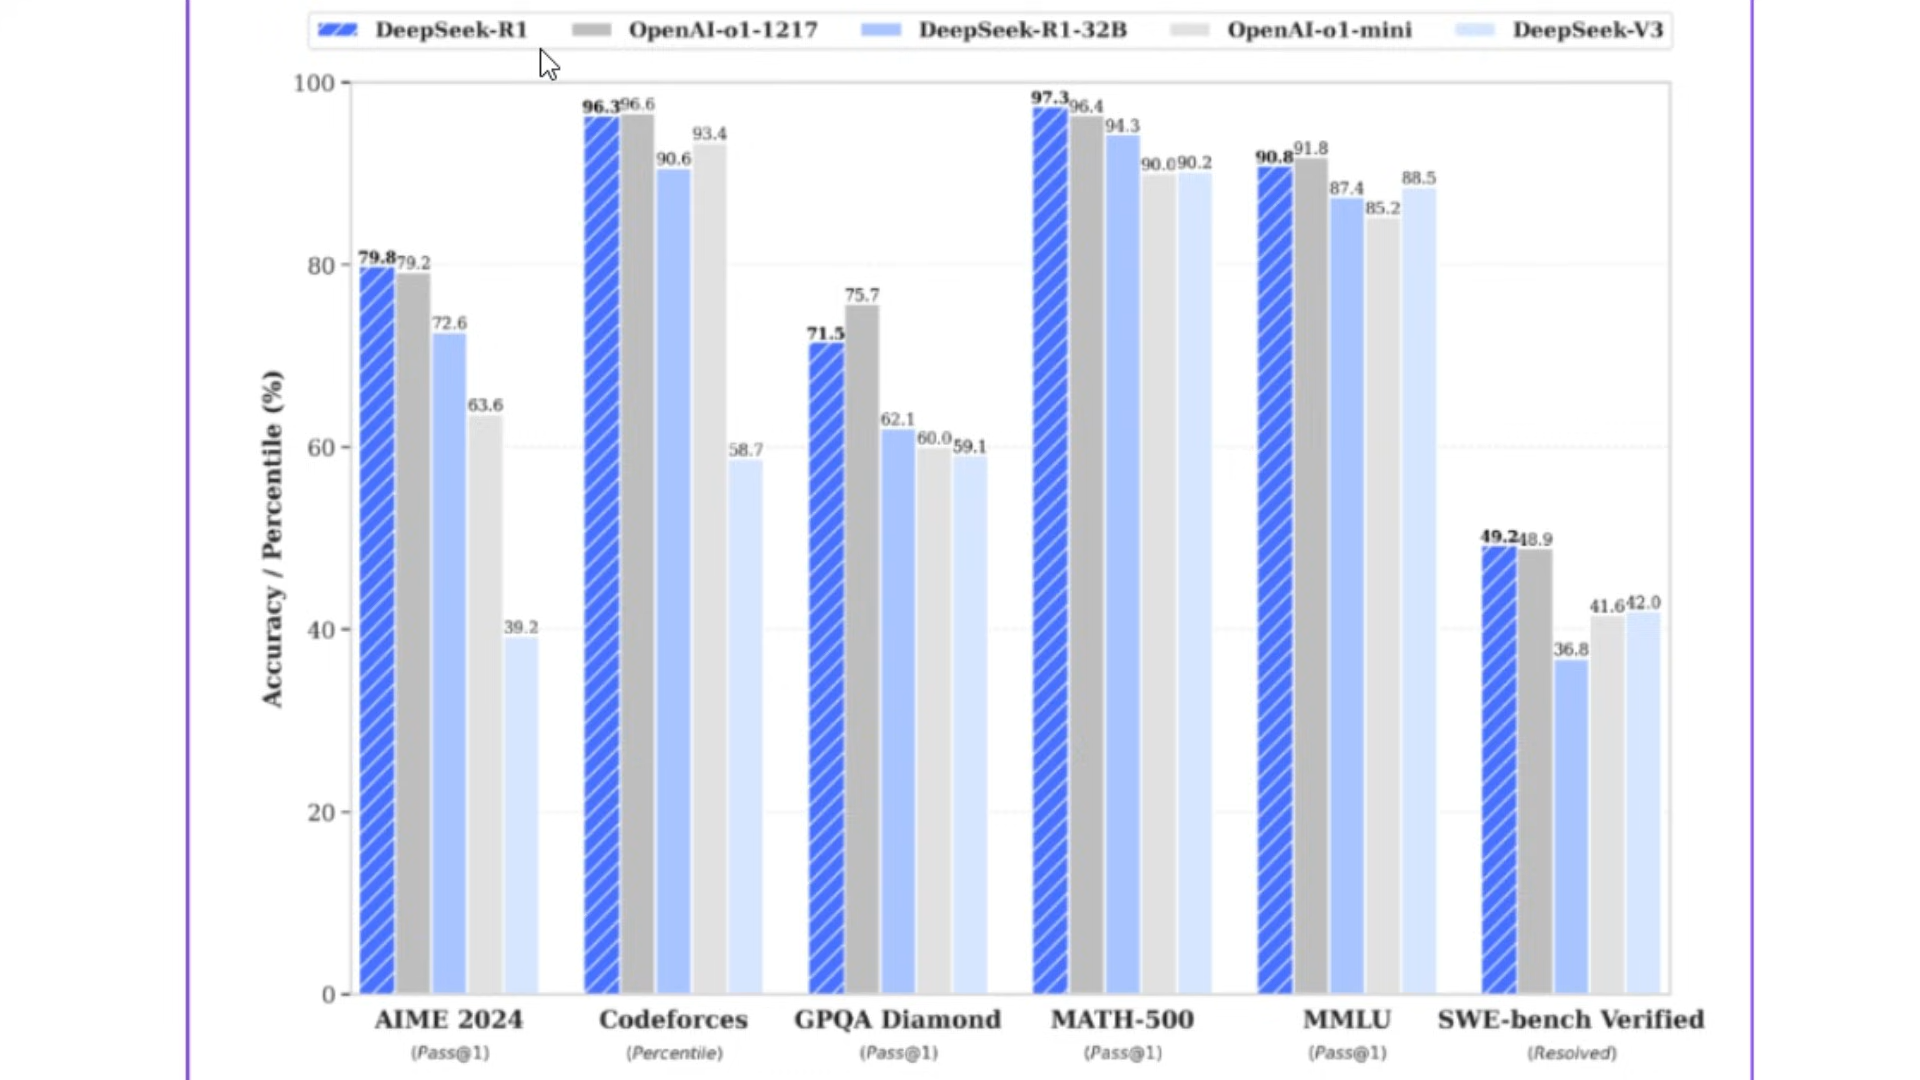 DeepSeek-R1 OpenAI-o1-1217 DeepSeek-R1-32B OpenAI-o1-mini DeepSeek-V3
Accuracy / Percentile (%)
100
80
60
40
20
0
79.8 79.2 72.6 63.6 39.2
96.3 96.6 90.6 93.4 58.7
71.5 75.7 62.1 60.0 59.1
97.3 96.4 94.3 90.0 90.2
90.8 91.8 87.4 85.2 88.5
49.2 48.9 36.8 41.6 42.0
AIME 2024 Codeforces GPQA Diamond MATH-500 MMLU SWE-bench Verified
(Pass@1) (Percentile) (Pass@1) (Pass@1) (Pass@1) (Resolved)